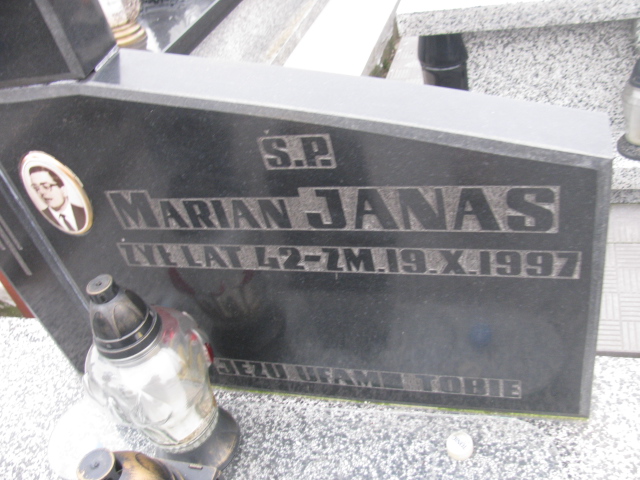 Ś.P.
MARIAN JANAS
ŻYŁ LAT 42-ZM.19.X.1997
JEZU UFAM TOBIE